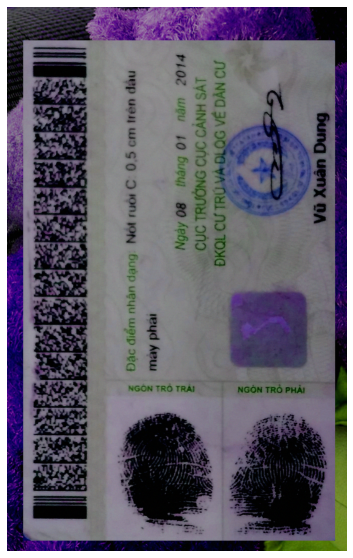 Đặc điểm nhân dạng Nốt ruồi C 0,5 cm trên đầu
mày phải
Ngày 08 tháng 01 năm 2014
CỤC TRƯỞNG CỤC CẢNH SÁT
ĐKQL CƯ TRÚ VÀ DLQG VỀ DÂN CƯ
Vũ Xuân Dung
NGÓN TRỎ TRÁI
NGÓN TRỎ PHẢI